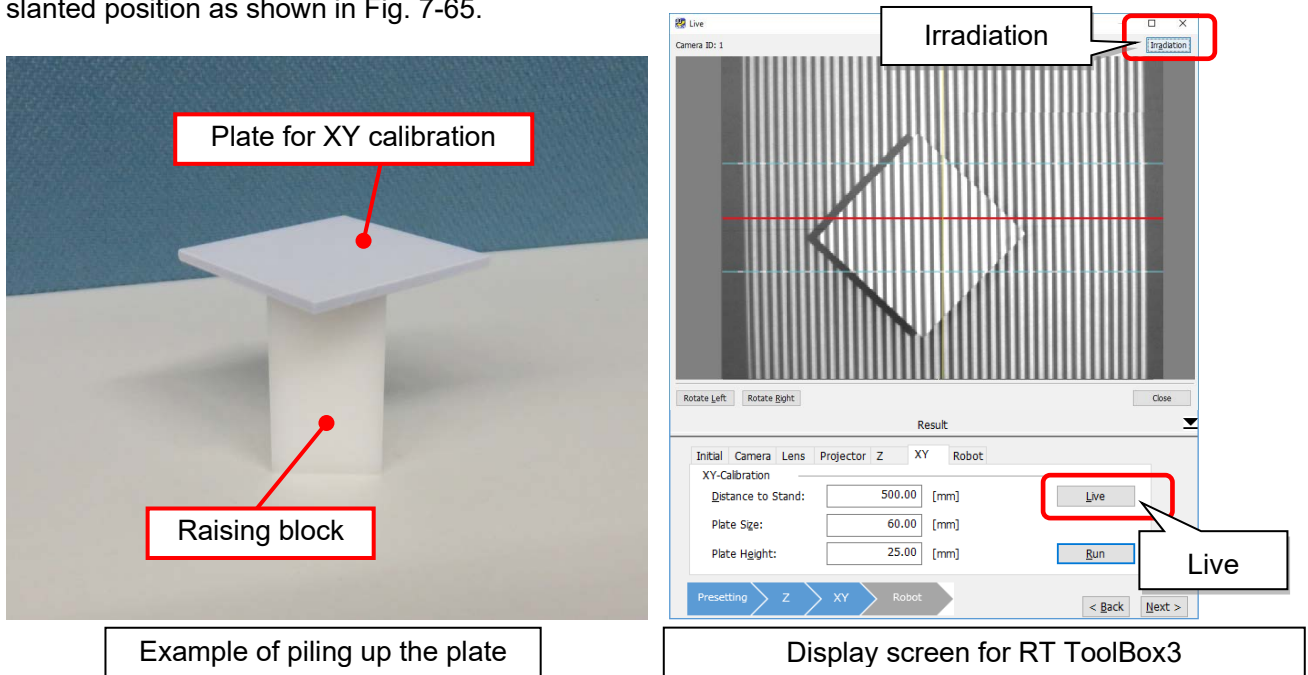 slanted position as shown in Fig. 7-65.
Plate for XY calibration
Raising block
Example of piling up the plate
Live
Camera ID: 1
Irradiation
Irradiation
Rotate Left
Rotate Right
Close
Result
Initial Camera Lens Projector Z XY Robot
XY-Calibration
Distance to Stand: 500.00 [mm]
Live
Plate Size: 60.00 [mm]
Plate Height: 25.00 [mm]
Run
Live
Presetting Z XY Robot
< Back Next >
Display screen for RT ToolBox3